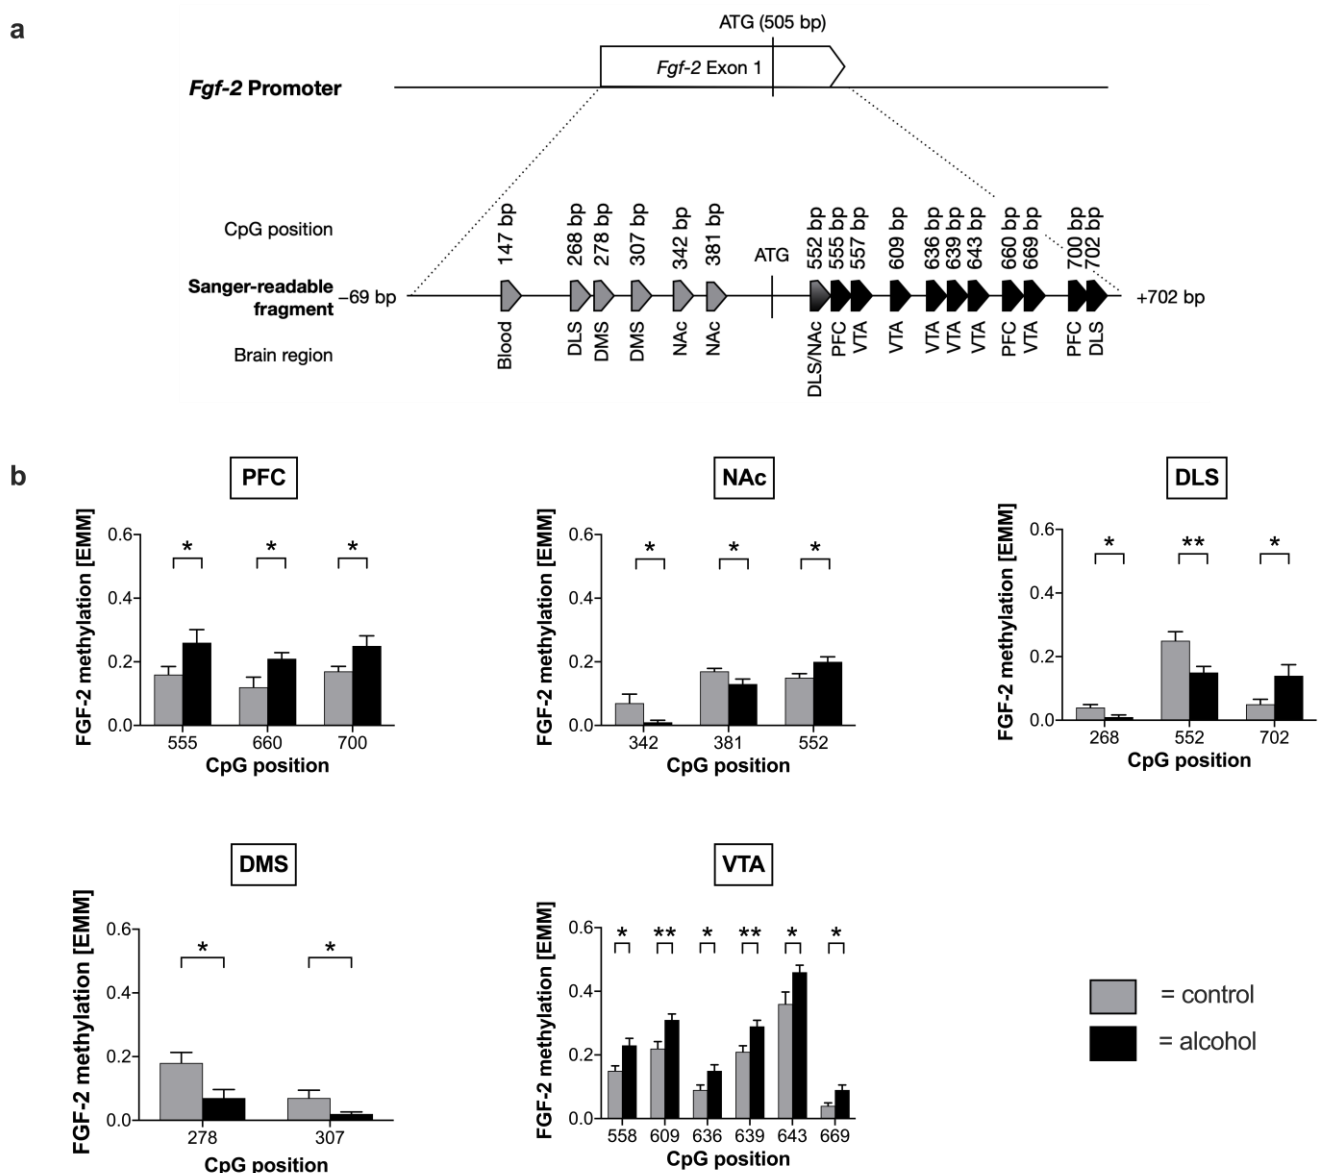 a
ATG (505 bp)
Fgf-2 Exon 1
Fgf-2 Promoter
CpG position
147 bp
268 bp
278 bp
307 bp
342 bp
381 bp
ATG
552 bp
555 bp
557 bp
609 bp
636 bp
639 bp
643 bp
660 bp
669 bp
700 bp
702 bp
Sanger-readable
fragment
−69 bp
+702 bp
Brain region
Blood
DLS
DMS
DMS
NAc
NAc
DLS/NAc
PFC
VTA
VTA
VTA
VTA
VTA
PFC
VTA
PFC
DLS
b
PFC
FGF-2 methylation [EMM]
0.6
0.4
0.2
0.0
* * *
555 660 700
CpG position
NAc
FGF-2 methylation [EMM]
0.6
0.4
0.2
0.0
* * *
342 381 552
CpG position
DLS
FGF-2 methylation [EMM]
0.6
0.4
0.2
0.0
* ** *
268 552 702
CpG position
DMS
FGF-2 methylation [EMM]
0.6
0.4
0.2
0.0
* *
278 307
CpG position
VTA
FGF-2 methylation [EMM]
0.6
0.4
0.2
0.0
* ** * ** * *
558 609 636 639 643 669
CpG position
= control
= alcohol